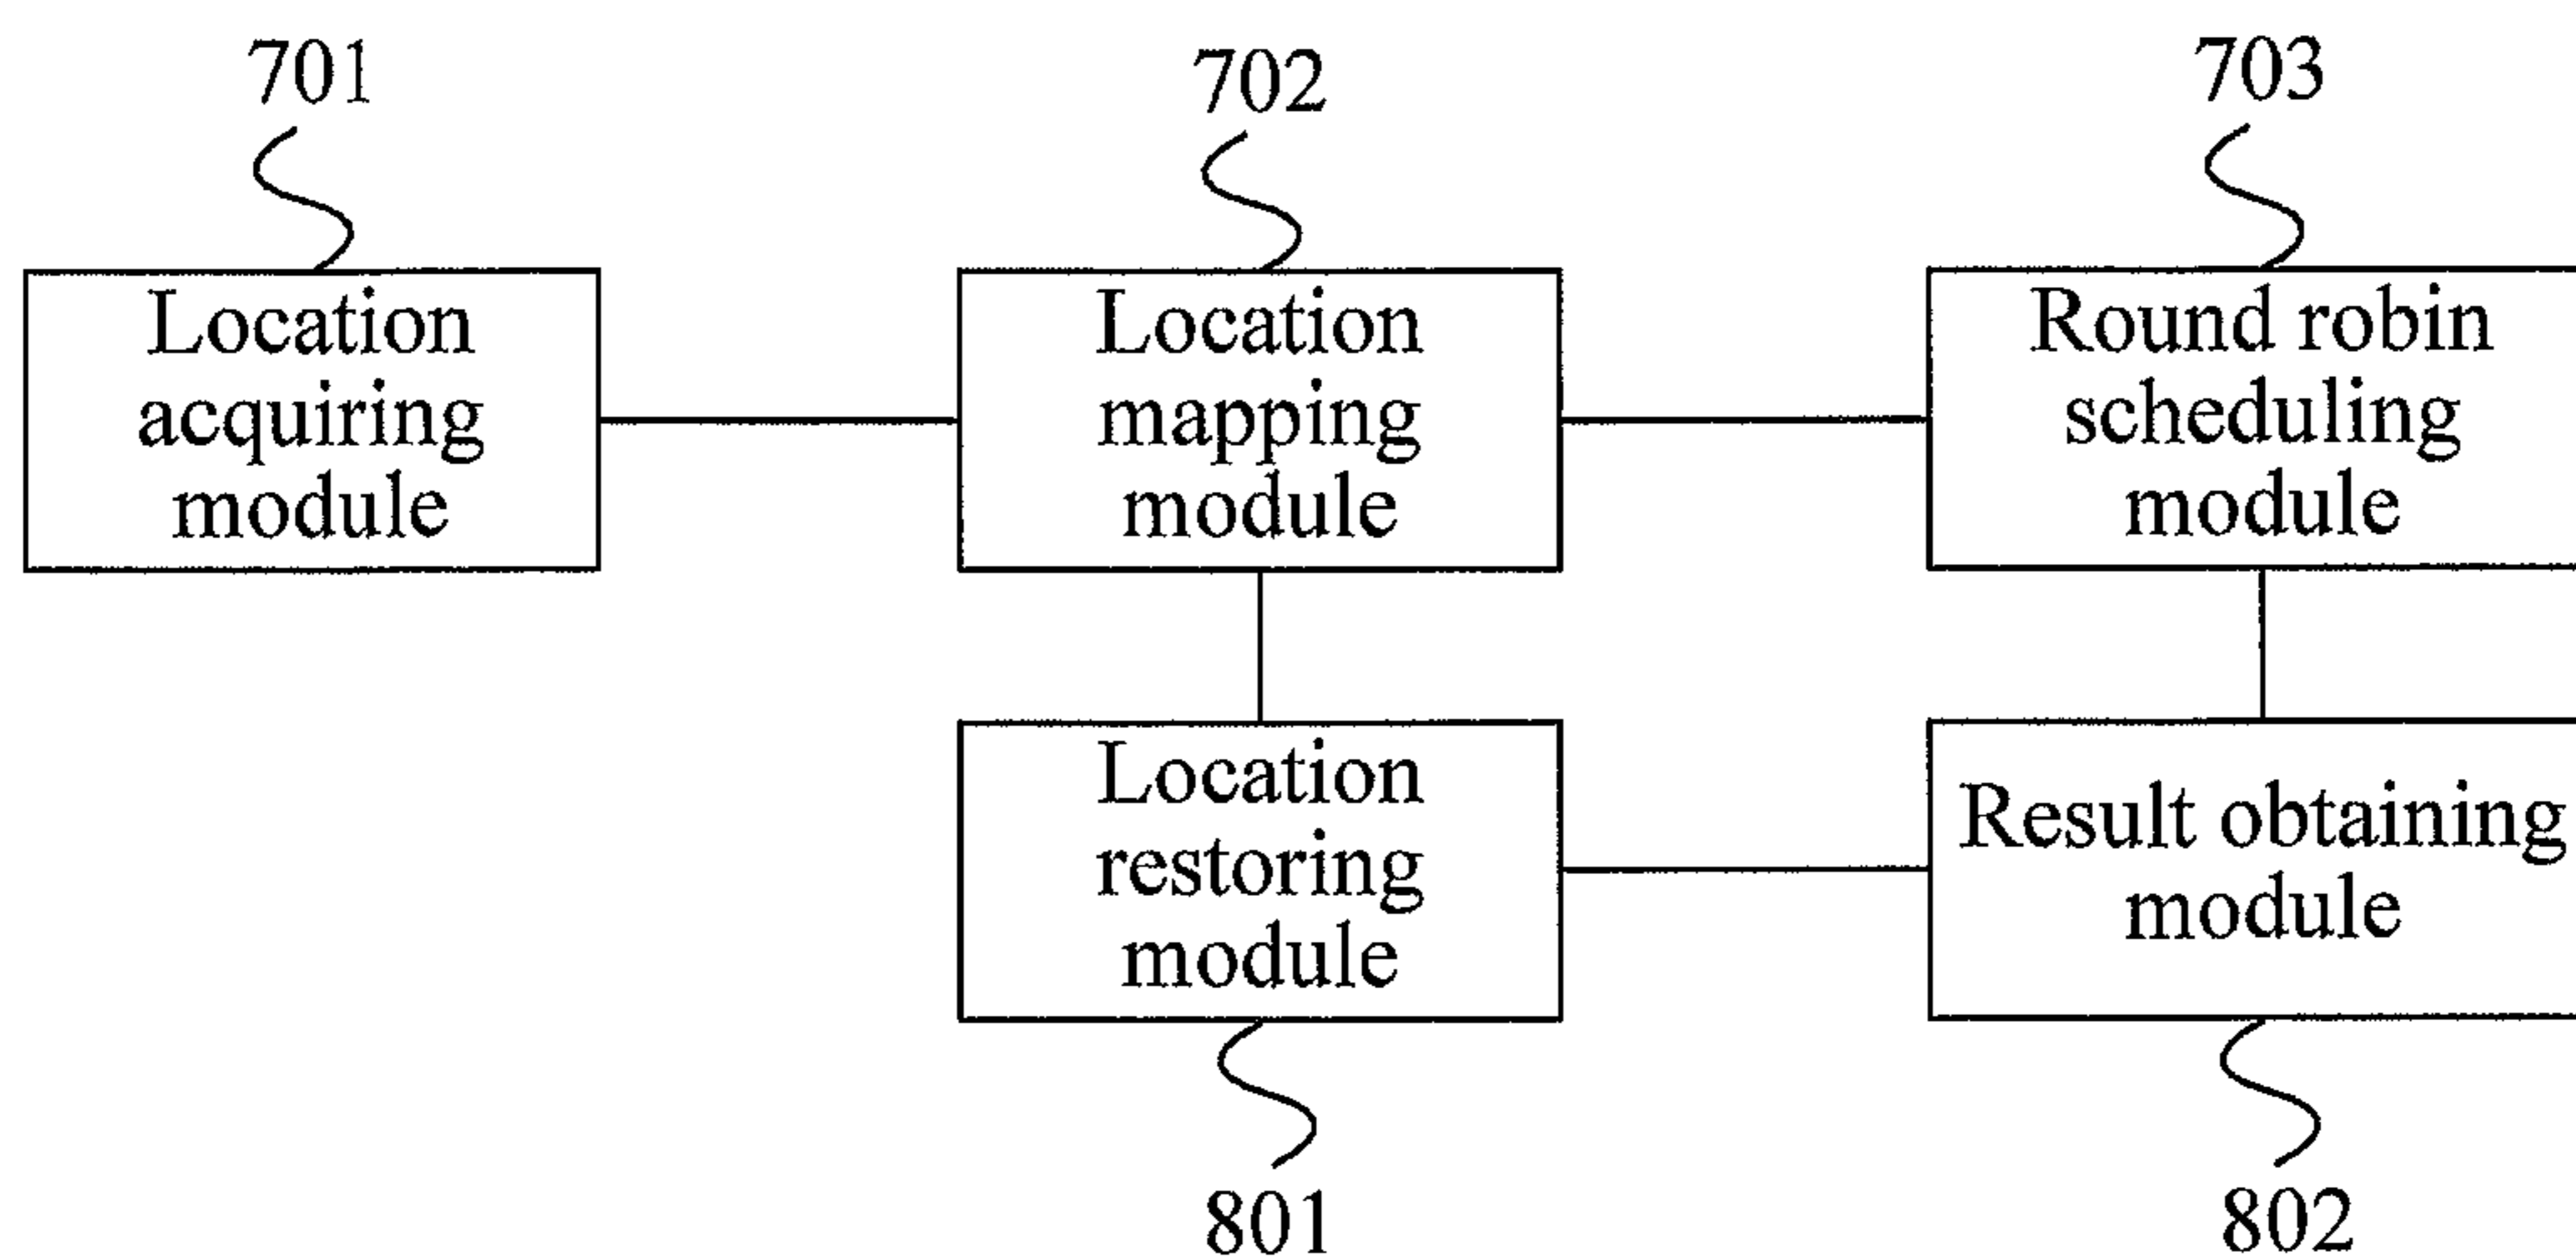 701
702
703
Location
acquiring
module
Location
mapping
module
Round robin
scheduling
module
Location
restoring
module
Result obtaining
module
801
802